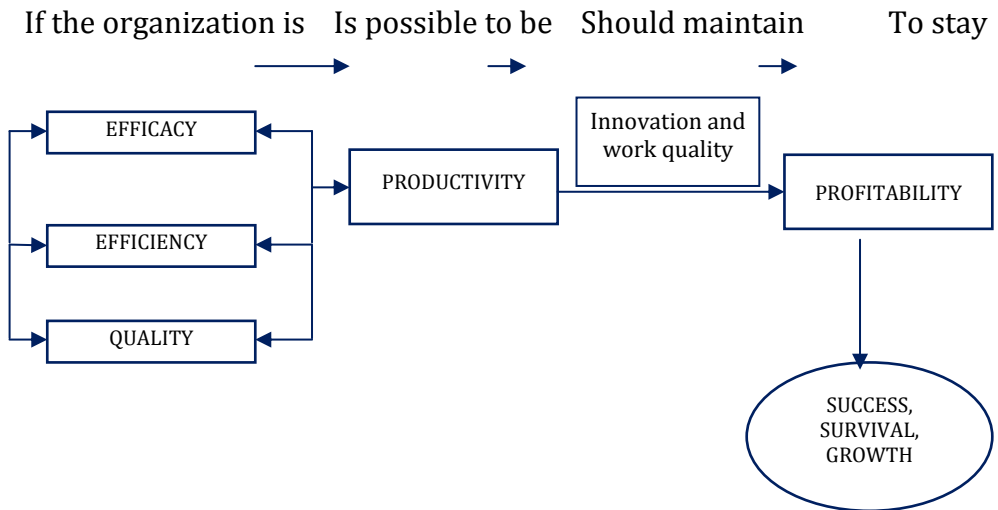 If the organization is Is possible to be Should maintain To stay
EFFICACY
EFFICIENCY
QUALITY
PRODUCTIVITY
Innovation and
work quality
PROFITABILITY
SUCCESS,
SURVIVAL,
GROWTH